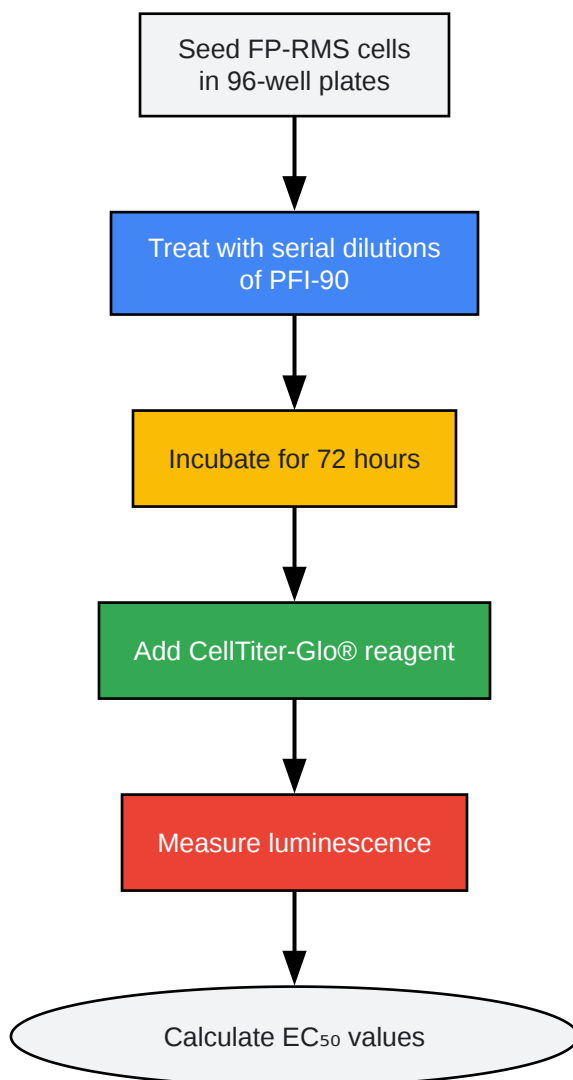 Seed FP-RMS cells
in 96-well plates
Treat with serial dilutions
of PFI-90
Incubate for 72 hours
Add CellTiter-Glo® reagent
Measure luminescence
Calculate EC₅₀ values